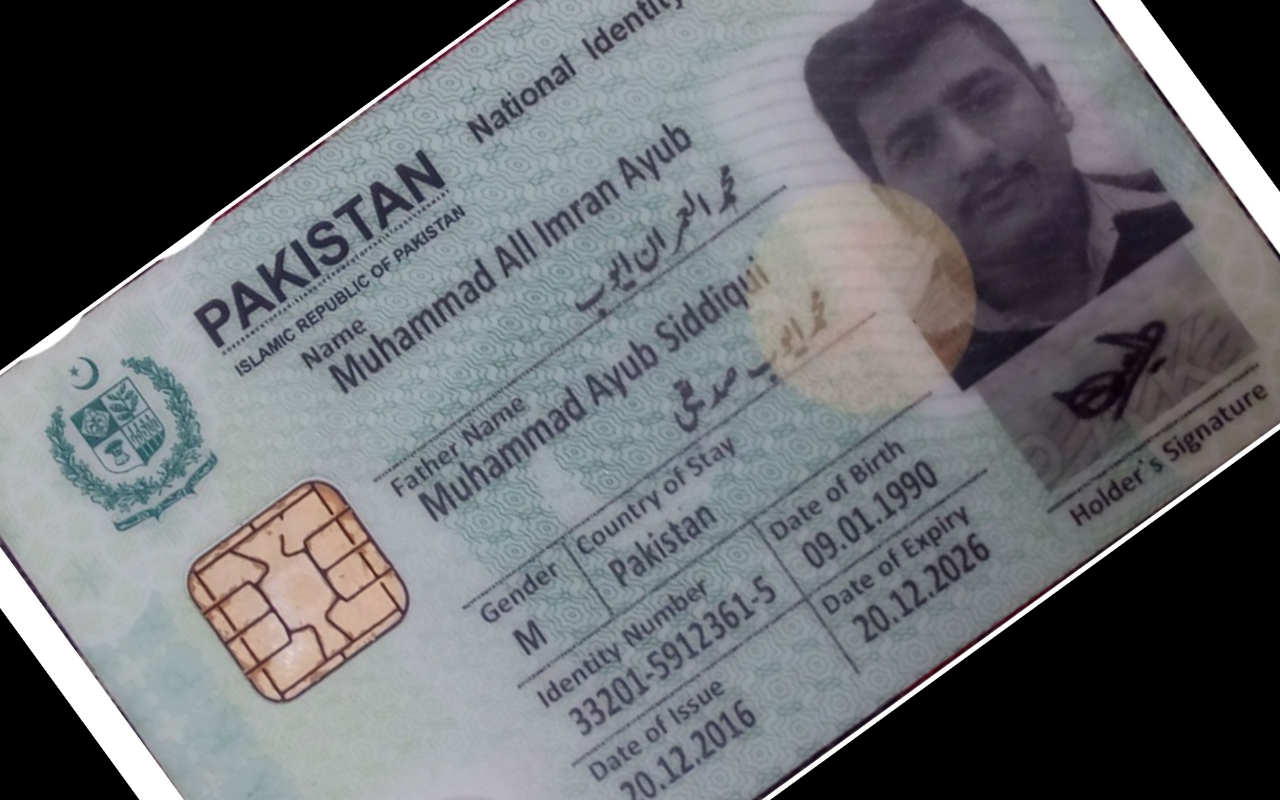 PAKISTAN National Identity
ISLAMIC REPUBLIC OF PAKISTAN
Name
Muhammad All Imran Ayub
محمد العمران ایوب
Father Name
Muhammad Ayub Siddiqui
محمد ایوب صدیقی
Gender Country of Stay
M Pakistan
Identity Number Date of Birth
33201-5912361-5 09.01.1990
Date of Issue Date of Expiry
20.12.2016 20.12.2026
Holder's Signature